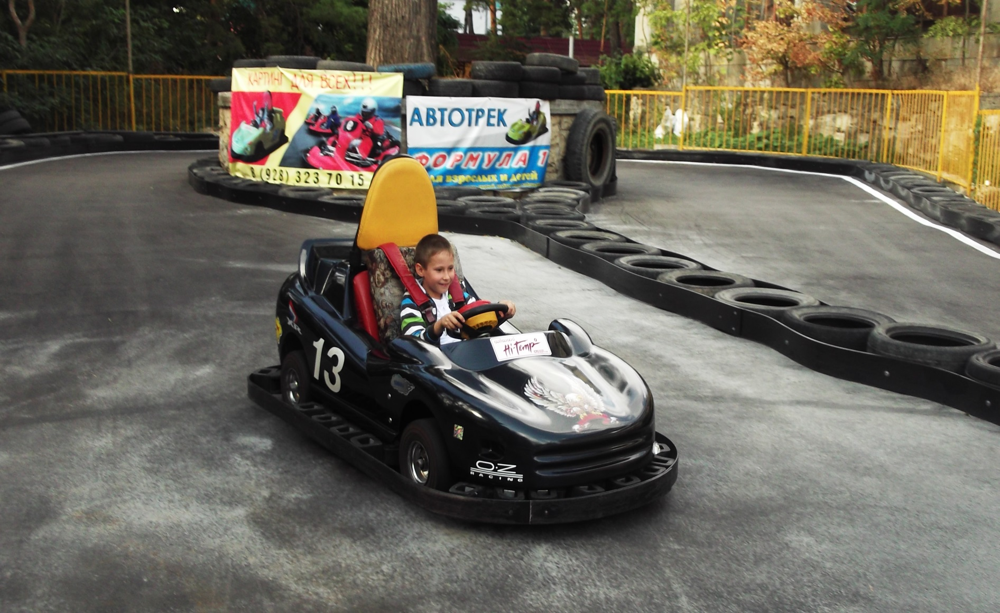 КАРТИНГ ДЛЯ ВСЕХ!!!
8 (928) 323 70 15
АВТОТРЕК
ФОРМУЛА 1
для взрослых и детей
Hi-Temp°
13
O·Z
RACING